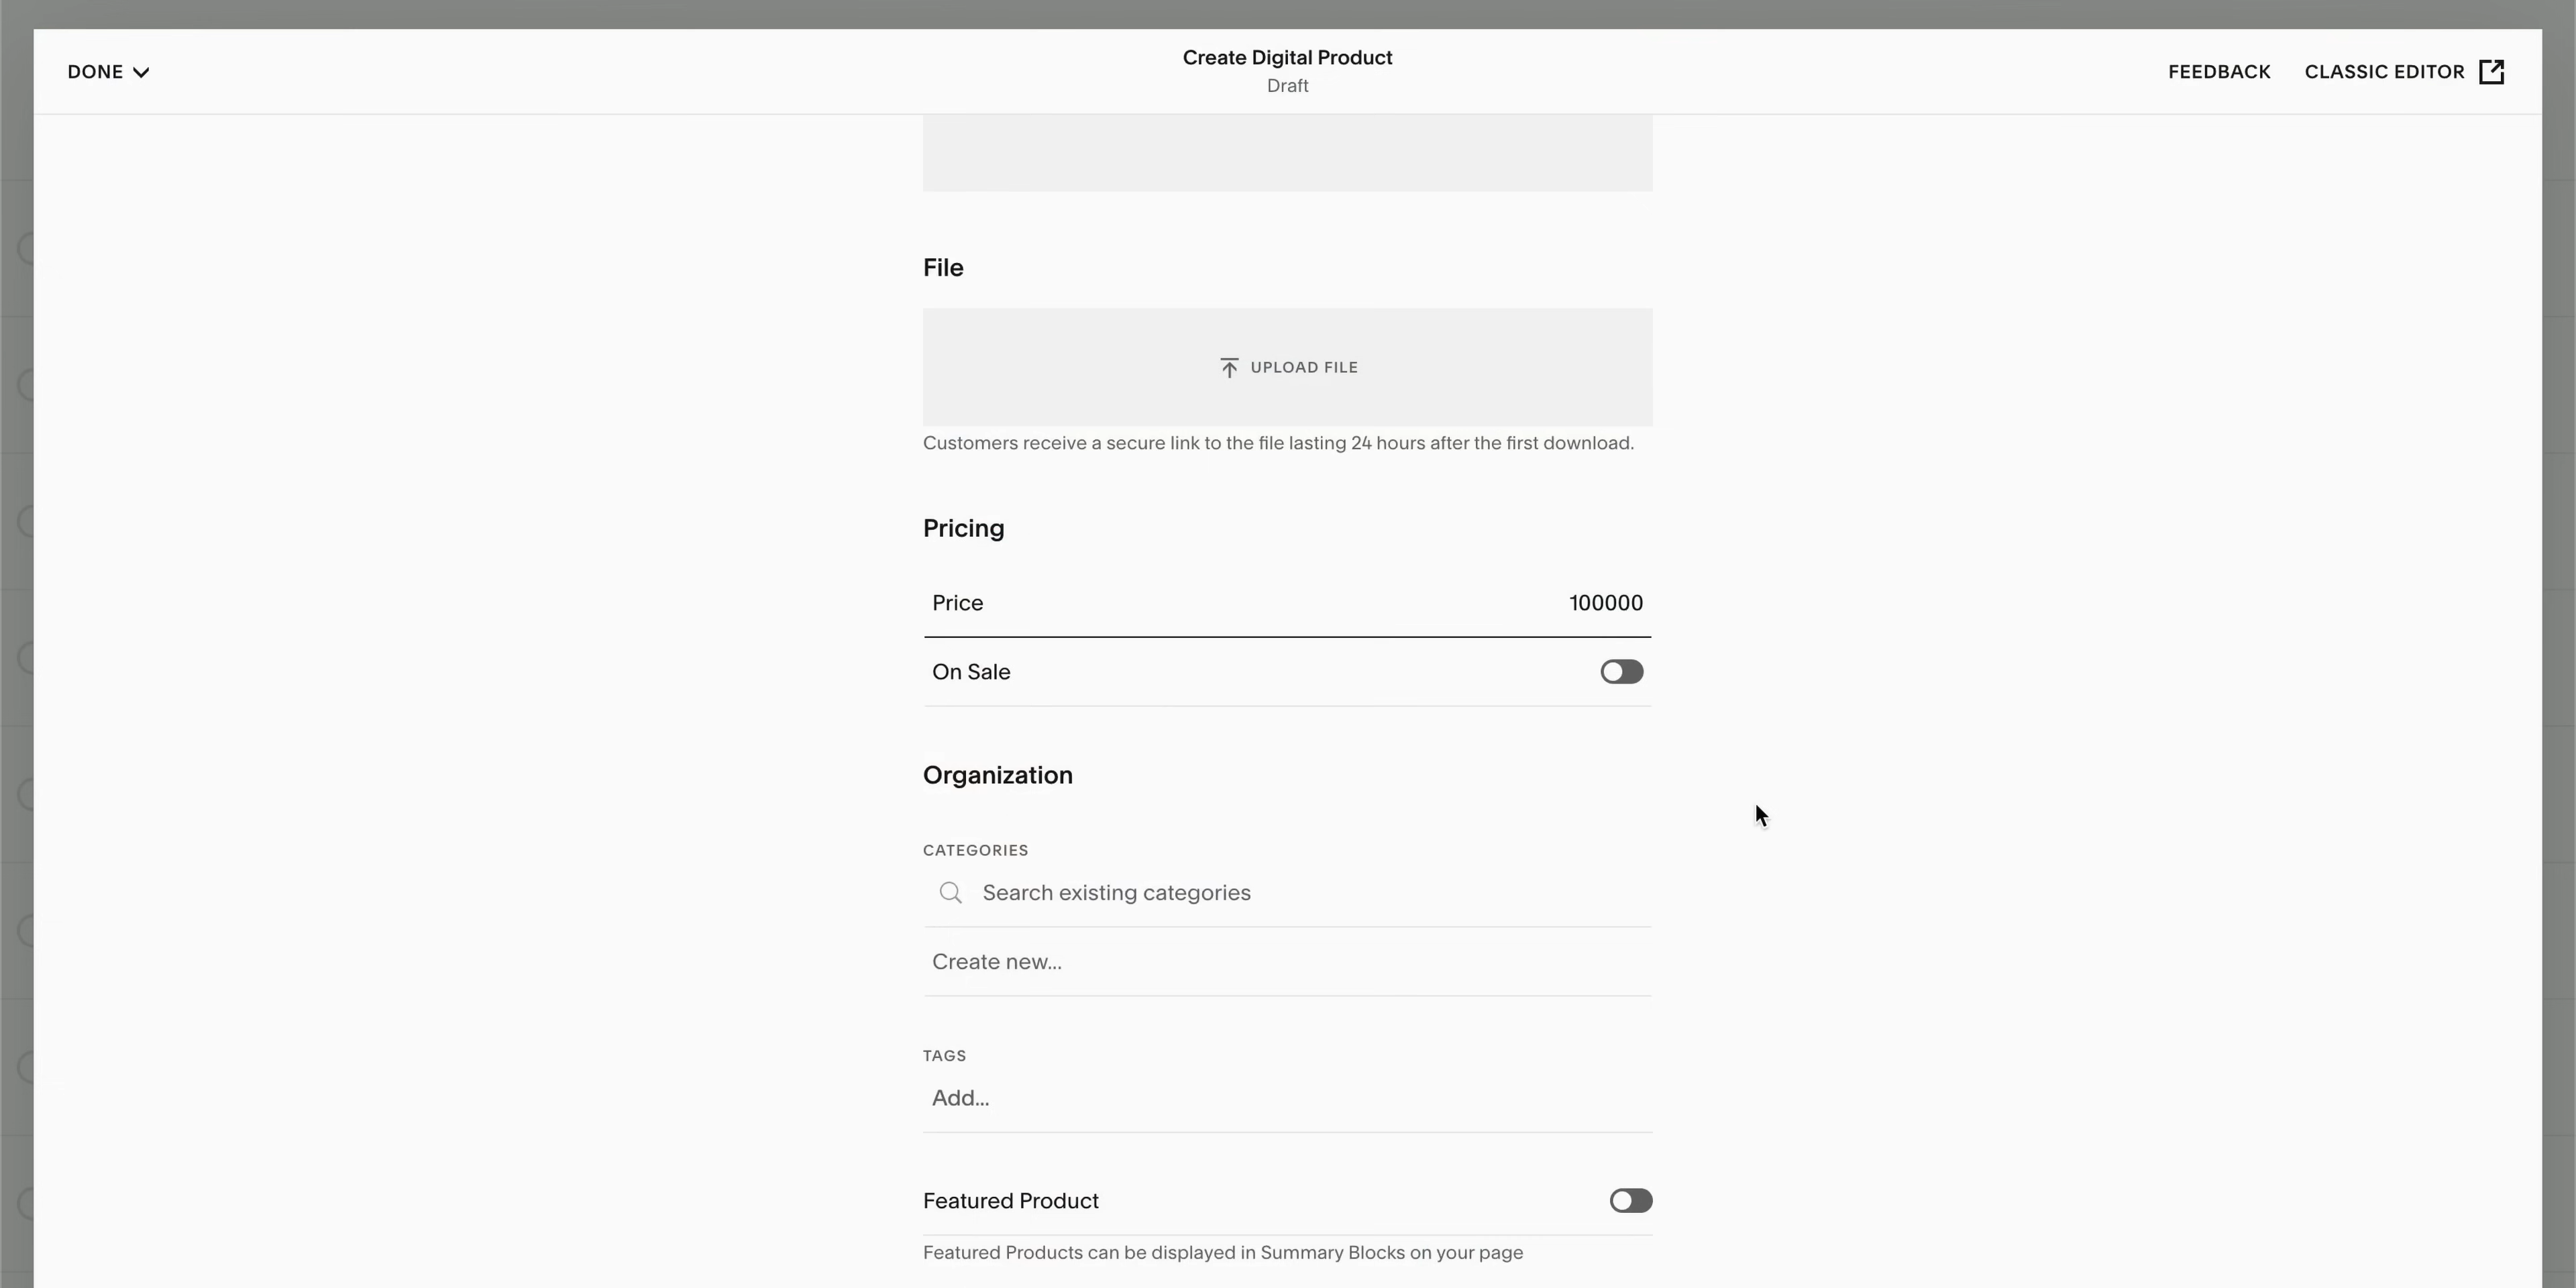 DONE
Create Digital Product
Draft
FEEDBACK
CLASSIC EDITOR
File
UPLOAD FILE
Customers receive a secure link to the file lasting 24 hours after the first download.
Pricing
Price
100000
On Sale
Organization
CATEGORIES
Search existing categories
Create new...
TAGS
Add...
Featured Product
Featured Products can be displayed in Summary Blocks on your page